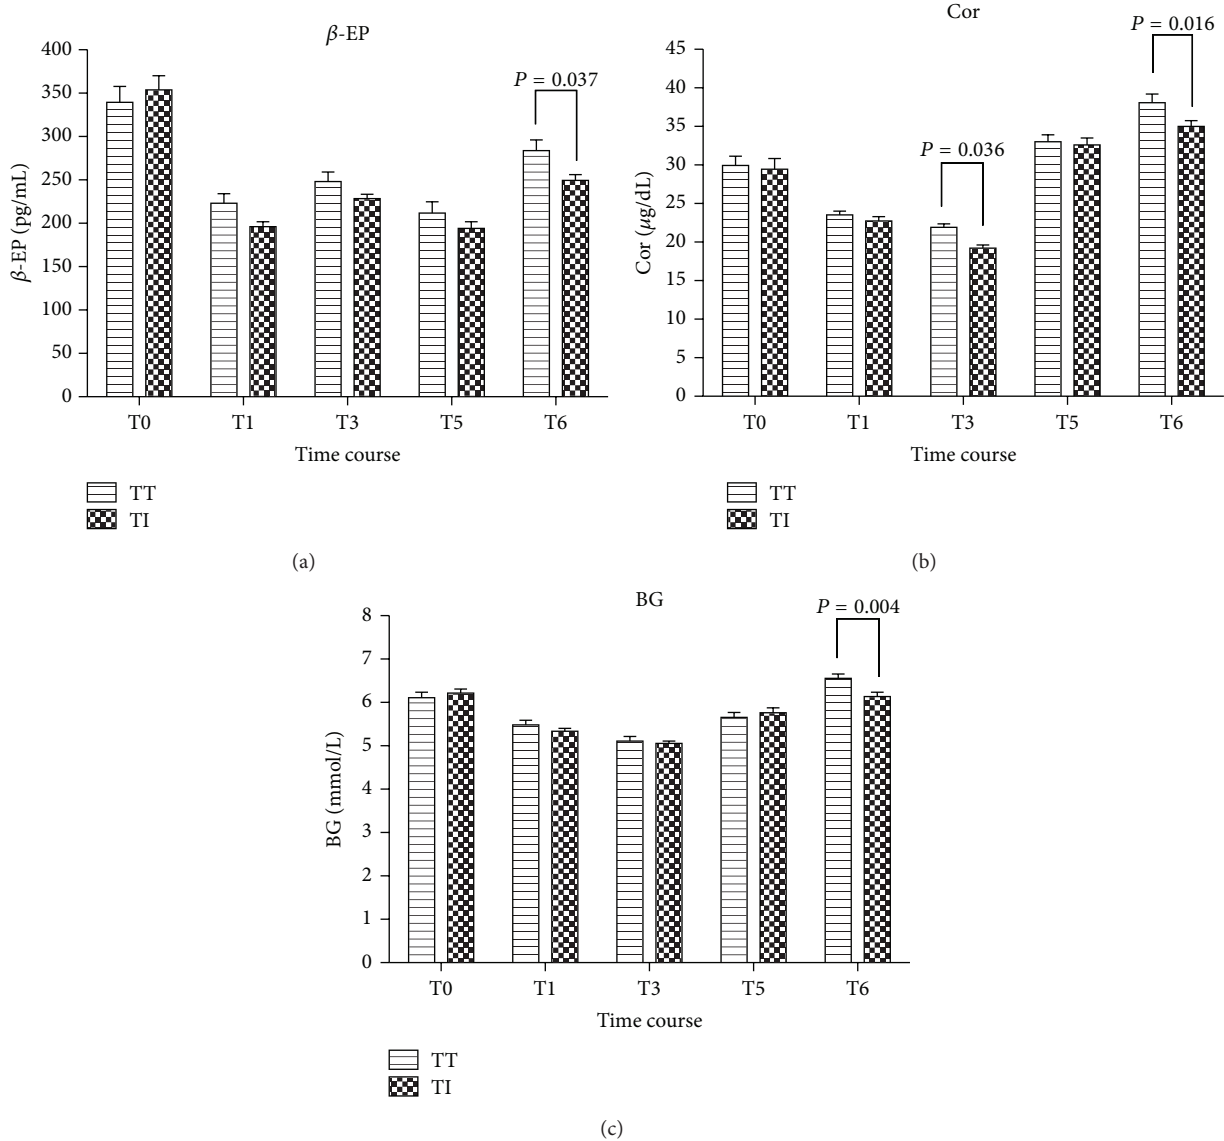 β-EP
400
350
300
250
200
150
100
50
0
β-EP (pg/mL)
P = 0.037
T0 T1 T3 T5 T6
Time course
TT
TI
(a)
Cor
45
40
35
30
25
20
15
10
5
0
Cor (μg/dL)
P = 0.036
P = 0.016
T0 T1 T3 T5 T6
Time course
TT
TI
(b)
BG
8
7
6
5
4
3
2
1
0
BG (mmol/L)
P = 0.004
T0 T1 T3 T5 T6
Time course
TT
TI
(c)